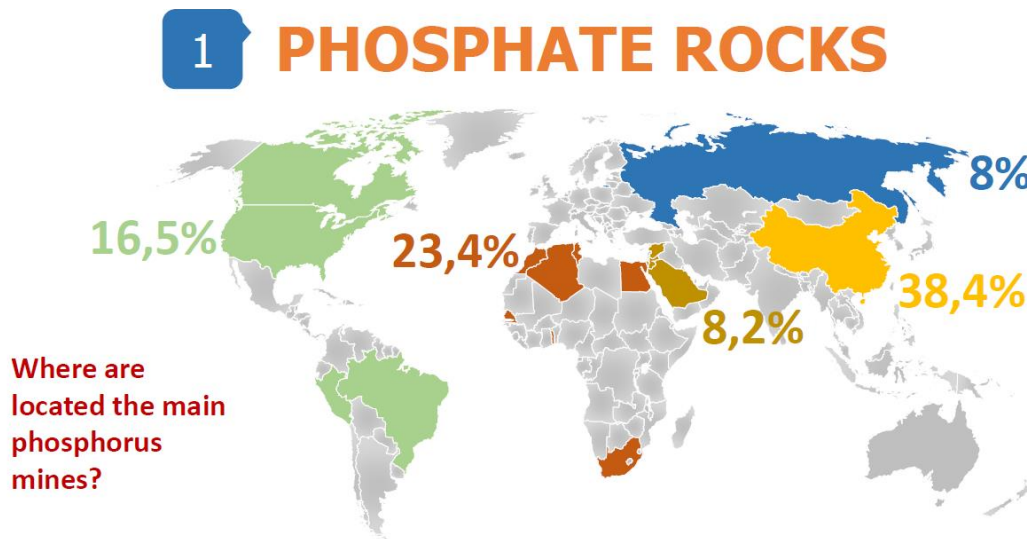 1 PHOSPHATE ROCKS
8%
16,5%
23,4%
38,4%
8,2%
Where are
located the main
phosphorus
mines?